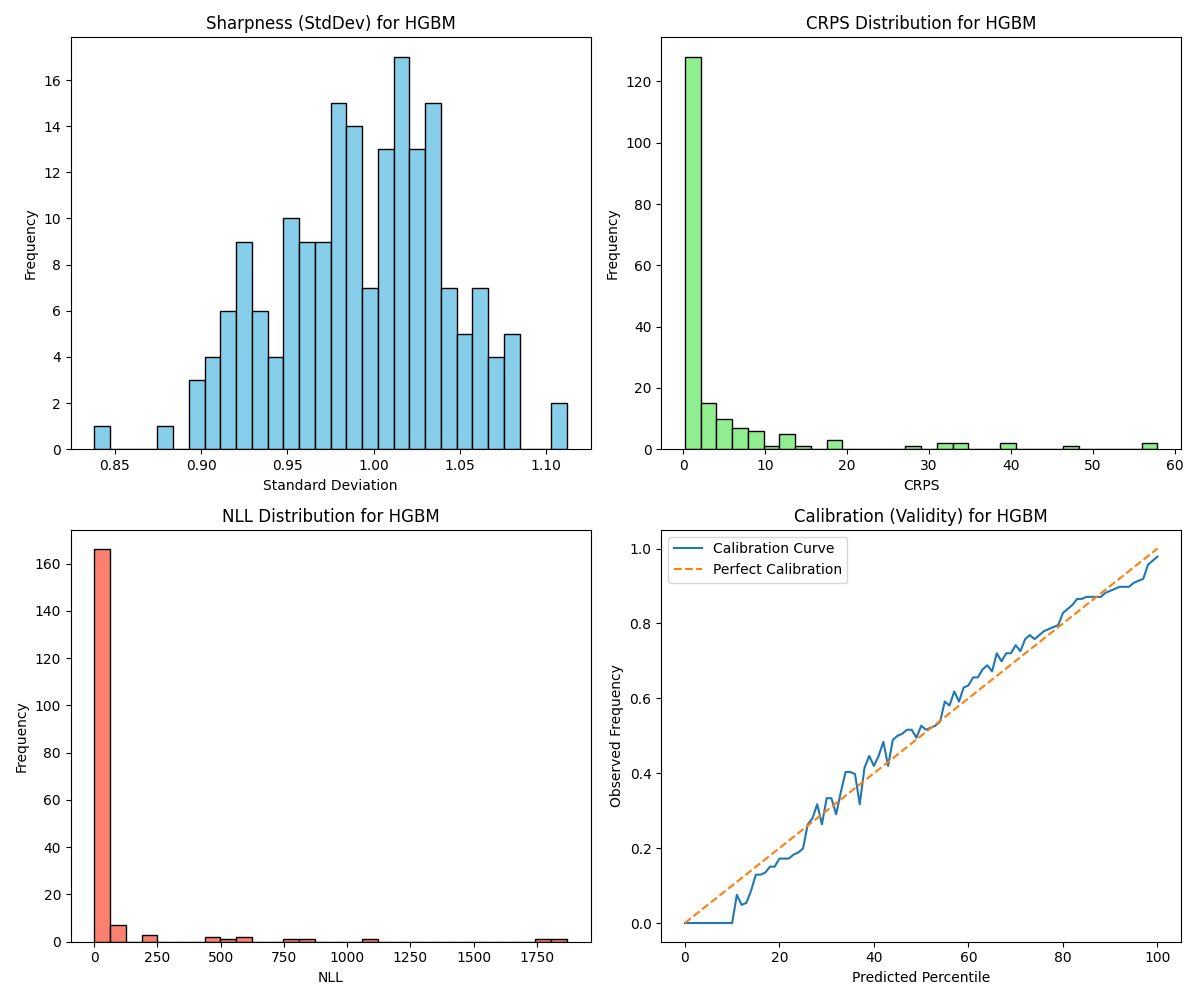 Sharpness (StdDev) for HGBM
Frequency
16
14
12
10
8
6
4
2
0
0.85 0.90 0.95 1.00 1.05 1.10
Standard Deviation
CRPS Distribution for HGBM
Frequency
120
100
80
60
40
20
0
0 10 20 30 40 50 60
CRPS
NLL Distribution for HGBM
Frequency
160
140
120
100
80
60
40
20
0
0 250 500 750 1000 1250 1500 1750
NLL
Calibration (Validity) for HGBM
Calibration Curve
Perfect Calibration
Observed Frequency
1.0
0.8
0.6
0.4
0.2
0.0
0 20 40 60 80 100
Predicted Percentile